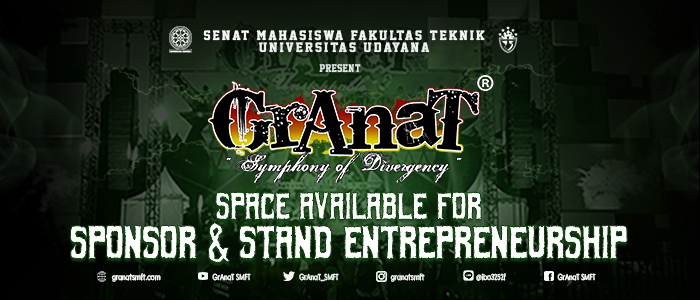 SENAT MAHASISWA FAKULTAS TEKNIK
UNIVERSITAS UDAYANA
PRESENT
GrAnaT ®
"Symphony of Divergency"
SPACE AVAILABLE FOR
SPONSOR & STAND ENTREPRENEURSHIP
granatsmft.com GrAnaT SMFT GrAnaT_SMFT granatsmft @lbo3252f GrAnaT SMFT